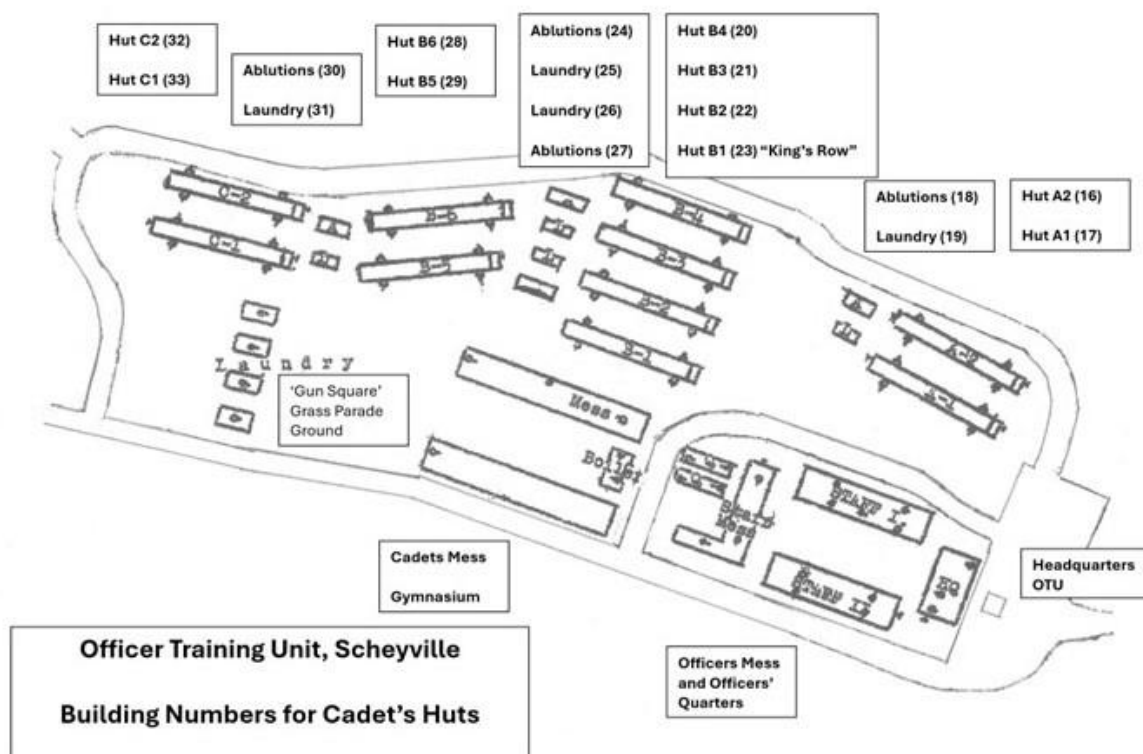 Hut C2 (32)
Hut C1 (33)
Ablutions (30)
Laundry (31)
Hut B6 (28)
Hut B5 (29)
Ablutions (24)
Laundry (25)
Laundry (26)
Ablutions (27)
Hut B4 (20)
Hut B3 (21)
Hut B2 (22)
Hut B1 (23) “King’s Row”
Ablutions (18)
Laundry (19)
Hut A2 (16)
Hut A1 (17)
C-2
C-1
A
L
B-6
B-5
L
L
B-4
B-3
B-2
B-1
A
L
A-2
A-1
Laundry
‘Gun Square’
Grass Parade
Ground
Mess
Boiler
Staff
Mess
STAFF I
STAFF II
HQ
Cadets Mess
Gymnasium
Headquarters
OTU
Officers Mess
and Officers’
Quarters
Officer Training Unit, Scheyville
Building Numbers for Cadet’s Huts